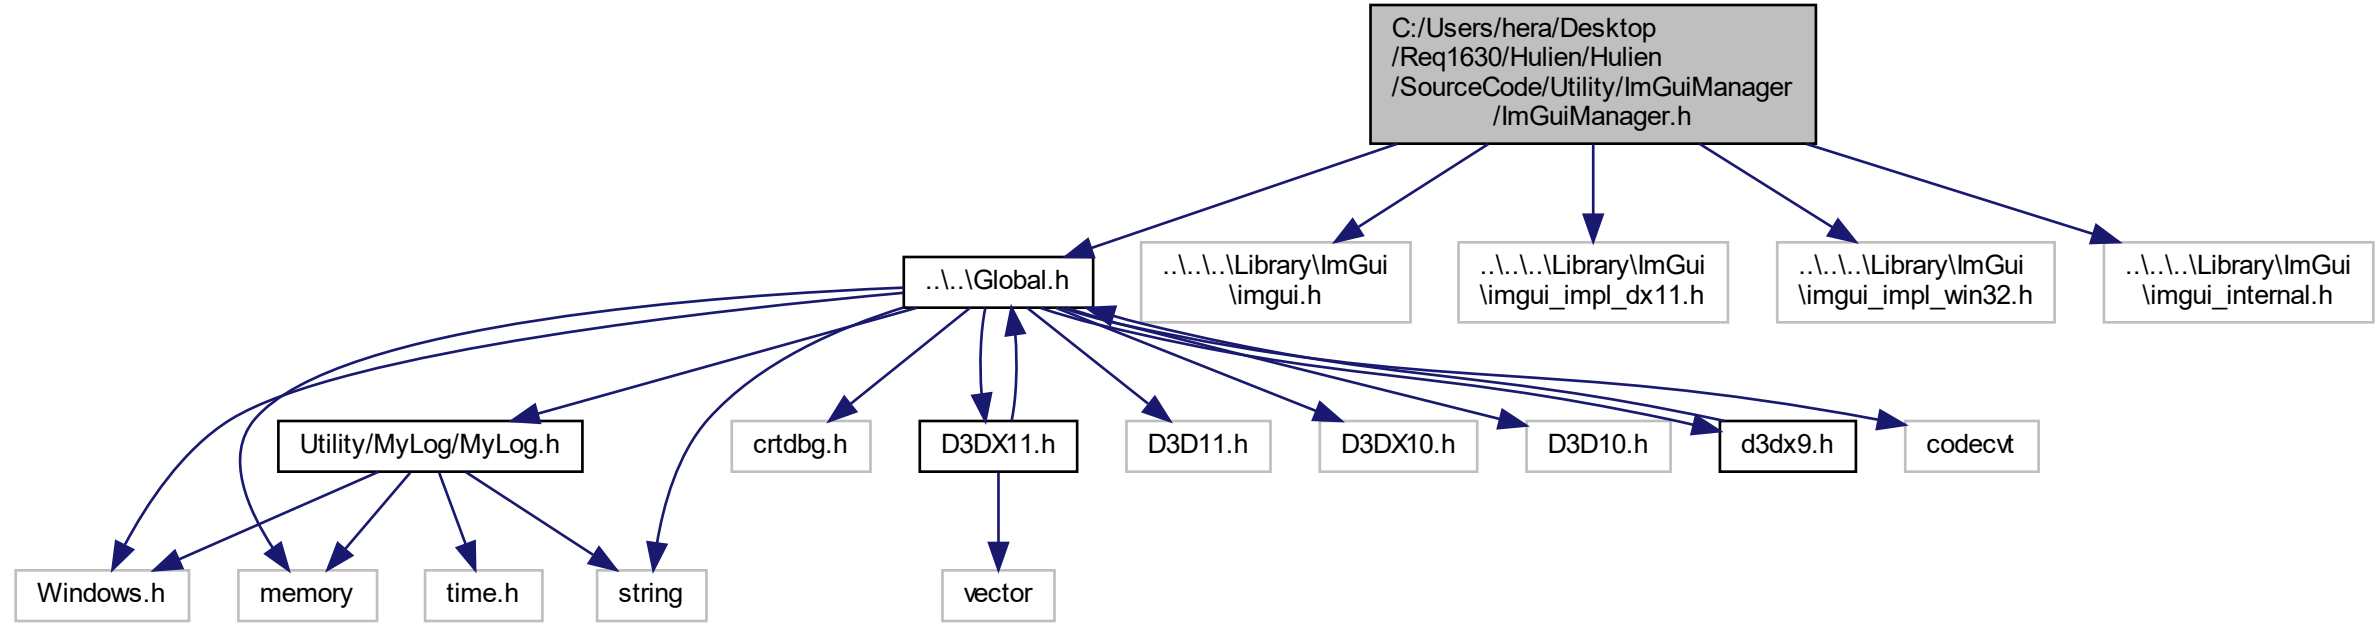 C:/Users/hera/Desktop
/Req1630/Hulien/Hulien
/SourceCode/Utility/ImGuiManager
/ImGuiManager.h
..\..\Global.h
..\..\..\Library\ImGui
\imgui.h
..\..\..\Library\ImGui
\imgui_impl_dx11.h
..\..\..\Library\ImGui
\imgui_impl_win32.h
..\..\..\Library\ImGui
\imgui_internal.h
Utility/MyLog/MyLog.h
crtdbg.h
D3DX11.h
D3D11.h
D3DX10.h
D3D10.h
d3dx9.h
codecvt
Windows.h
memory
time.h
string
vector